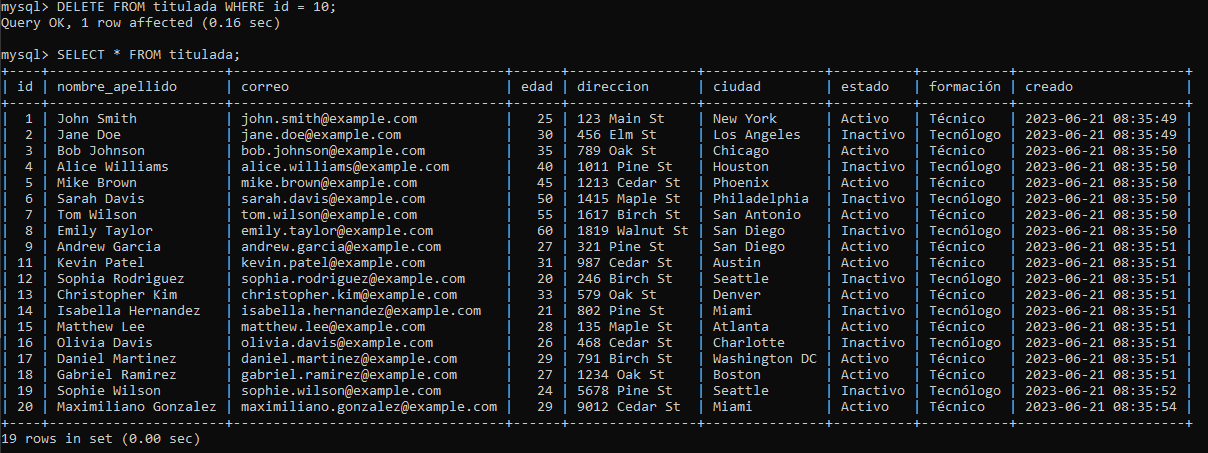 mysql> DELETE FROM titulada WHERE id = 10;
Query OK, 1 row affected (0.16 sec)
mysql> SELECT * FROM titulada;
+----+---------------------+----------------------------------+------+----------------+---------------+----------+-----------+---------------------+
| id | nombre_apellido | correo | edad | direccion | ciudad | estado | formación | creado |
+----+---------------------+----------------------------------+------+----------------+---------------+----------+-----------+---------------------+
| 1 | John Smith | john.smith@example.com | 25 | 123 Main St | New York | Activo | Técnico | 2023-06-21 08:35:49 |
| 2 | Jane Doe | jane.doe@example.com | 30 | 456 Elm St | Los Angeles | Inactivo | Tecnólogo | 2023-06-21 08:35:49 |
| 3 | Bob Johnson | bob.johnson@example.com | 35 | 789 Oak St | Chicago | Activo | Técnico | 2023-06-21 08:35:50 |
| 4 | Alice Williams | alice.williams@example.com | 40 | 1011 Pine St | Houston | Inactivo | Tecnólogo | 2023-06-21 08:35:50 |
| 5 | Mike Brown | mike.brown@example.com | 45 | 1213 Cedar St | Phoenix | Activo | Técnico | 2023-06-21 08:35:50 |
| 6 | Sarah Davis | sarah.davis@example.com | 50 | 1415 Maple St | Philadelphia | Inactivo | Tecnólogo | 2023-06-21 08:35:50 |
| 7 | Tom Wilson | tom.wilson@example.com | 55 | 1617 Birch St | San Antonio | Activo | Técnico | 2023-06-21 08:35:50 |
| 8 | Emily Taylor | emily.taylor@example.com | 60 | 1819 Walnut St | San Diego | Inactivo | Tecnólogo | 2023-06-21 08:35:50 |
| 9 | Andrew Garcia | andrew.garcia@example.com | 27 | 321 Pine St | San Diego | Activo | Técnico | 2023-06-21 08:35:51 |
| 11 | Kevin Patel | kevin.patel@example.com | 31 | 987 Cedar St | Austin | Activo | Técnico | 2023-06-21 08:35:51 |
| 12 | Sophia Rodriguez | sophia.rodriguez@example.com | 20 | 246 Birch St | Seattle | Inactivo | Tecnólogo | 2023-06-21 08:35:51 |
| 13 | Christopher Kim | christopher.kim@example.com | 33 | 579 Oak St | Denver | Activo | Técnico | 2023-06-21 08:35:51 |
| 14 | Isabella Hernandez | isabella.hernandez@example.com | 21 | 802 Pine St | Miami | Inactivo | Tecnólogo | 2023-06-21 08:35:51 |
| 15 | Matthew Lee | matthew.lee@example.com | 28 | 135 Maple St | Atlanta | Activo | Técnico | 2023-06-21 08:35:51 |
| 16 | Olivia Davis | olivia.davis@example.com | 26 | 468 Cedar St | Charlotte | Inactivo | Tecnólogo | 2023-06-21 08:35:51 |
| 17 | Daniel Martinez | daniel.martinez@example.com | 29 | 791 Birch St | Washington DC | Activo | Técnico | 2023-06-21 08:35:51 |
| 18 | Gabriel Ramirez | gabriel.ramirez@example.com | 27 | 1234 Oak St | Boston | Activo | Técnico | 2023-06-21 08:35:51 |
| 19 | Sophie Wilson | sophie.wilson@example.com | 24 | 5678 Pine St | Seattle | Inactivo | Tecnólogo | 2023-06-21 08:35:52 |
| 20 | Maximiliano Gonzalez | maximiliano.gonzalez@example.com | 29 | 9012 Cedar St | Miami | Activo | Técnico | 2023-06-21 08:35:54 |
+----+---------------------+----------------------------------+------+----------------+---------------+----------+-----------+---------------------+
19 rows in set (0.00 sec)